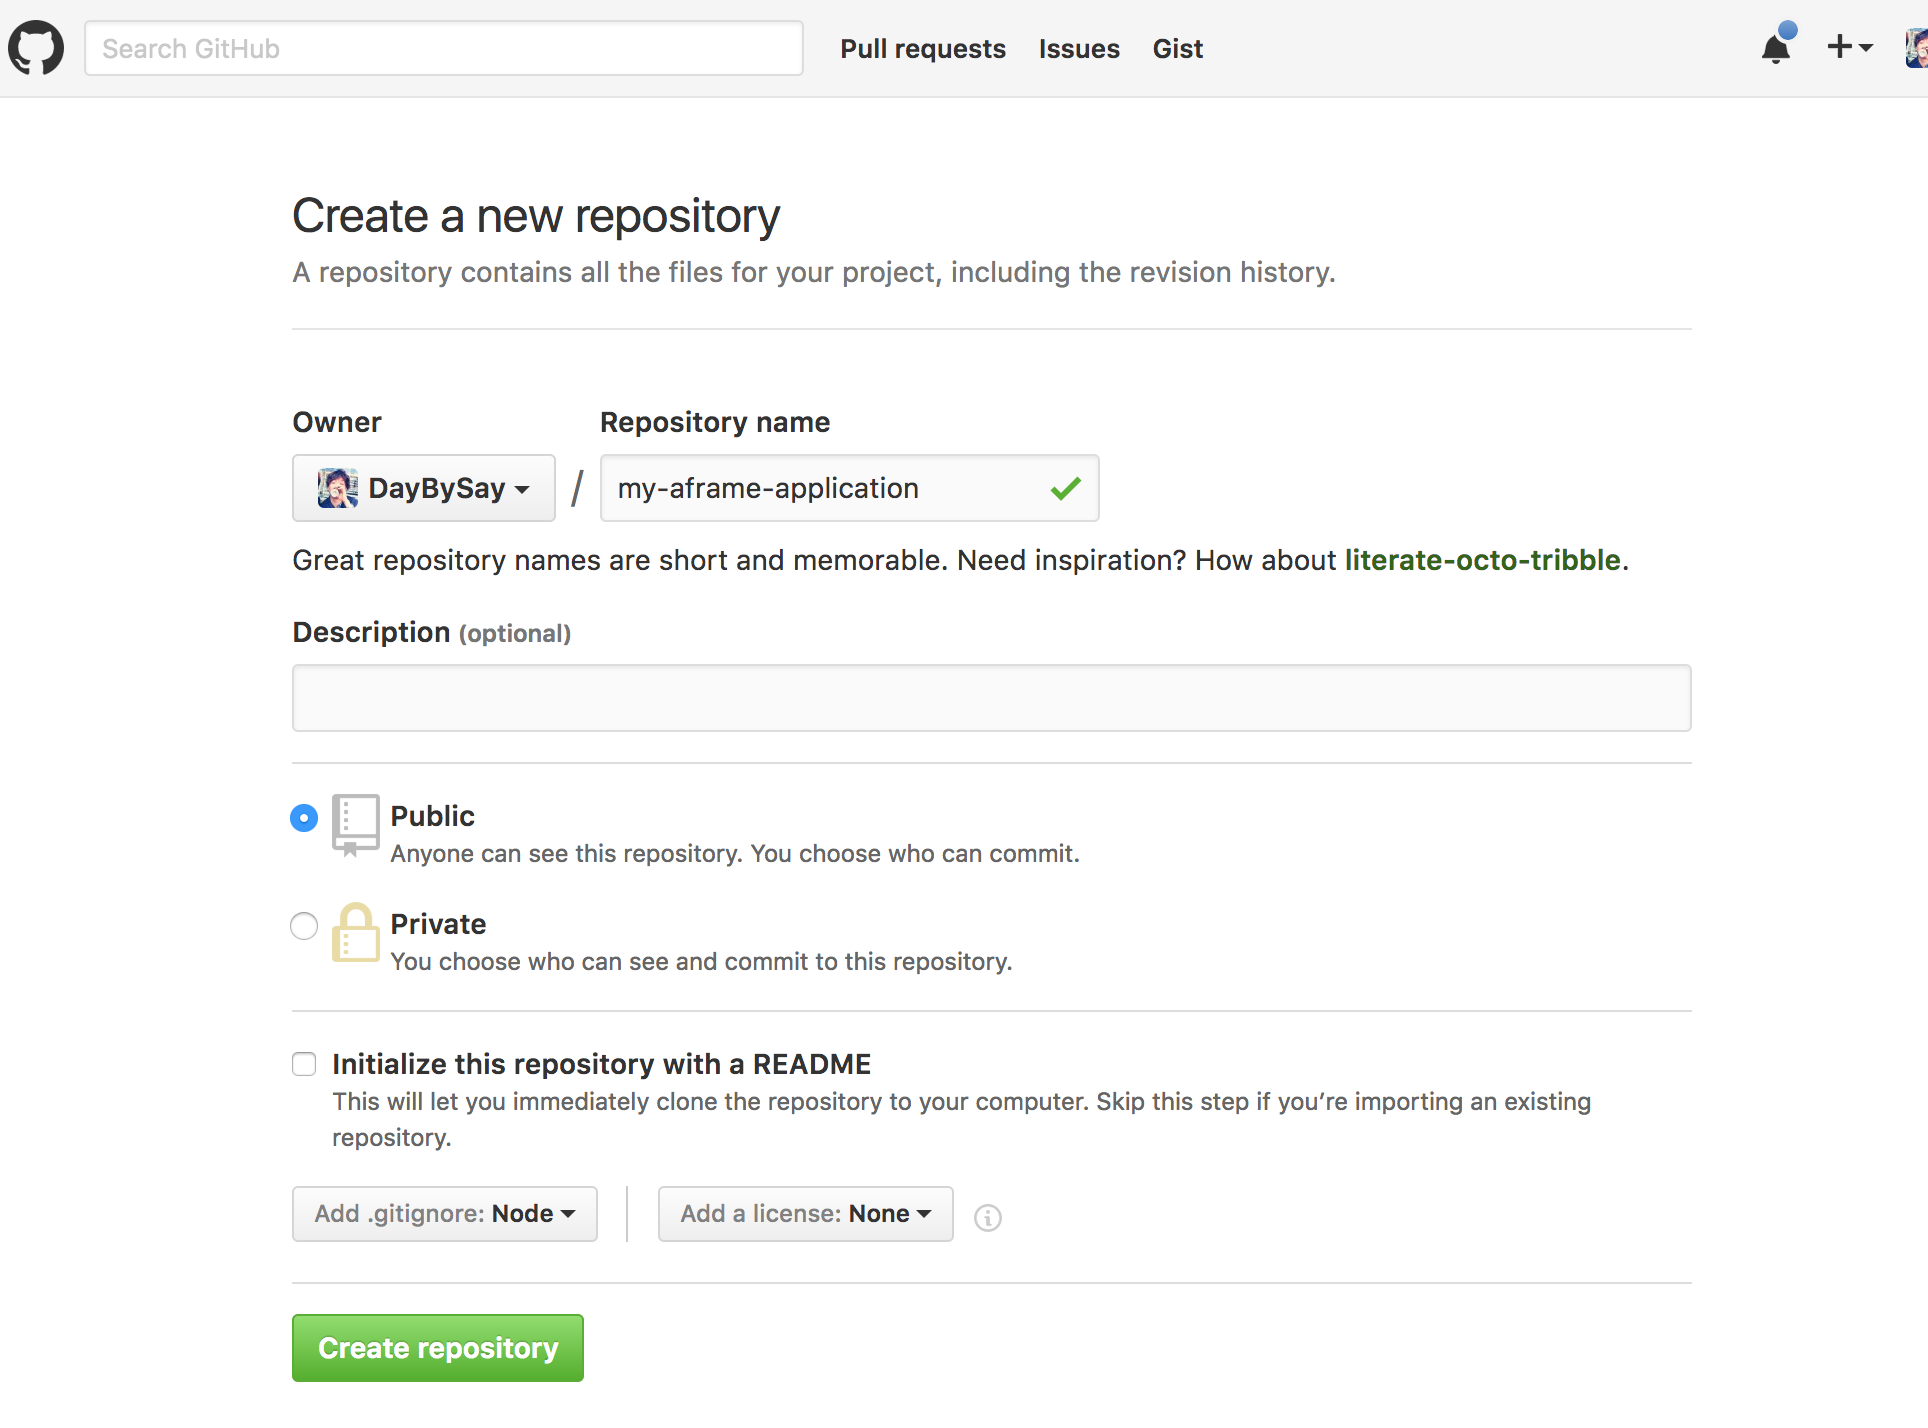 Search GitHub
Pull requests Issues Gist
Create a new repository
A repository contains all the files for your project, including the revision history.
Owner Repository name
DayBySay / my-aframe-application
Great repository names are short and memorable. Need inspiration? How about literate-octo-tribble.
Description (optional)
Public
Anyone can see this repository. You choose who can commit.
Private
You choose who can see and commit to this repository.
Initialize this repository with a README
This will let you immediately clone the repository to your computer. Skip this step if you’re importing an existing
repository.
Add .gitignore: Node Add a license: None
Create repository